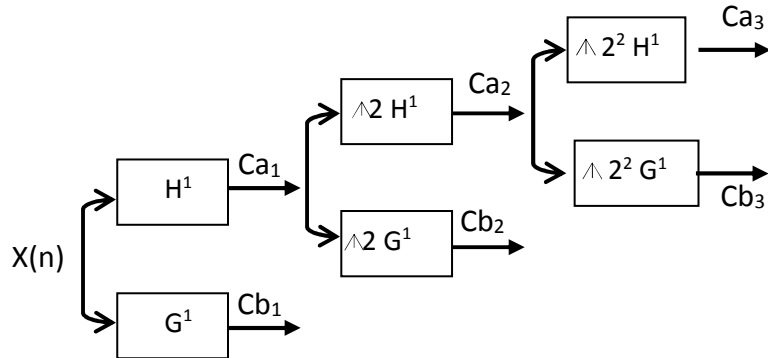 Ca₃
⩚ 2² H¹
Ca₂
⩚2 H¹
Ca₁
⩚ 2² G¹
H¹
Cb₃
Cb₂
⩚2 G¹
X(n)
Cb₁
G¹